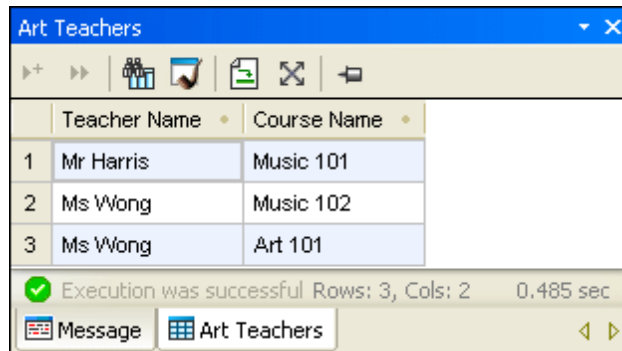 Art Teachers
Teacher Name Course Name
1 Mr Harris Music 101
2 Ms Wong Music 102
3 Ms Wong Art 101
Execution was successful Rows: 3, Cols: 2 0.485 sec
Message Art Teachers